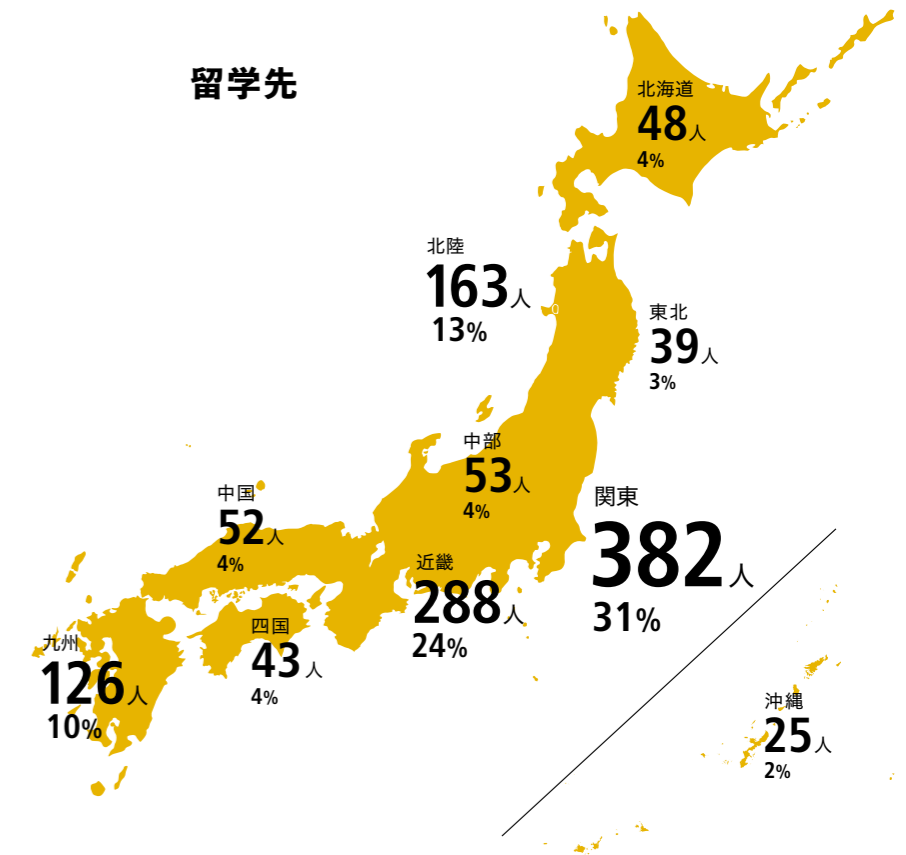 留学先
北海道
48人
4%
北陸
163人
13%
東北
39人
3%
中部
53人
4%
中国
52人
4%
関東
382人
31%
近畿
288人
24%
四国
43人
4%
九州
126人
10%
沖縄
25人
2%